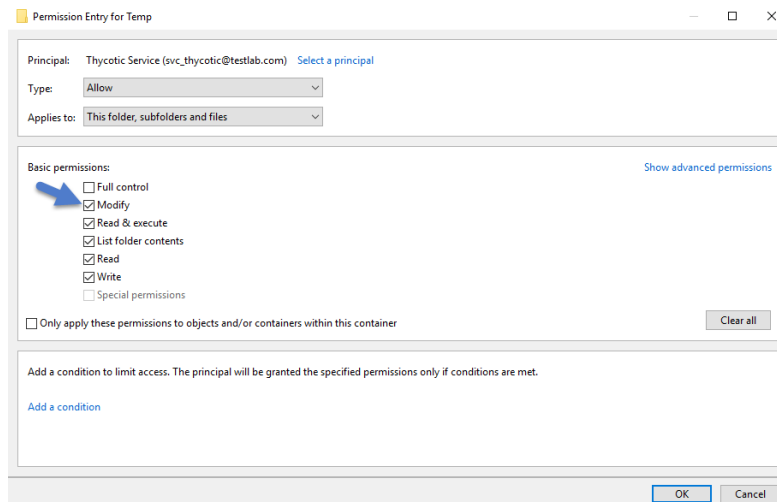 Permission Entry for Temp
Principal: Thycotic Service (svc_thycotic@testlab.com) Select a principal
Type: Allow
Applies to: This folder, subfolders and files
Basic permissions: Show advanced permissions
Full control
Modify
Read & execute
List folder contents
Read
Write
Special permissions
Only apply these permissions to objects and/or containers within this container Clear all
Add a condition to limit access. The principal will be granted the specified permissions only if conditions are met.
Add a condition
OK Cancel